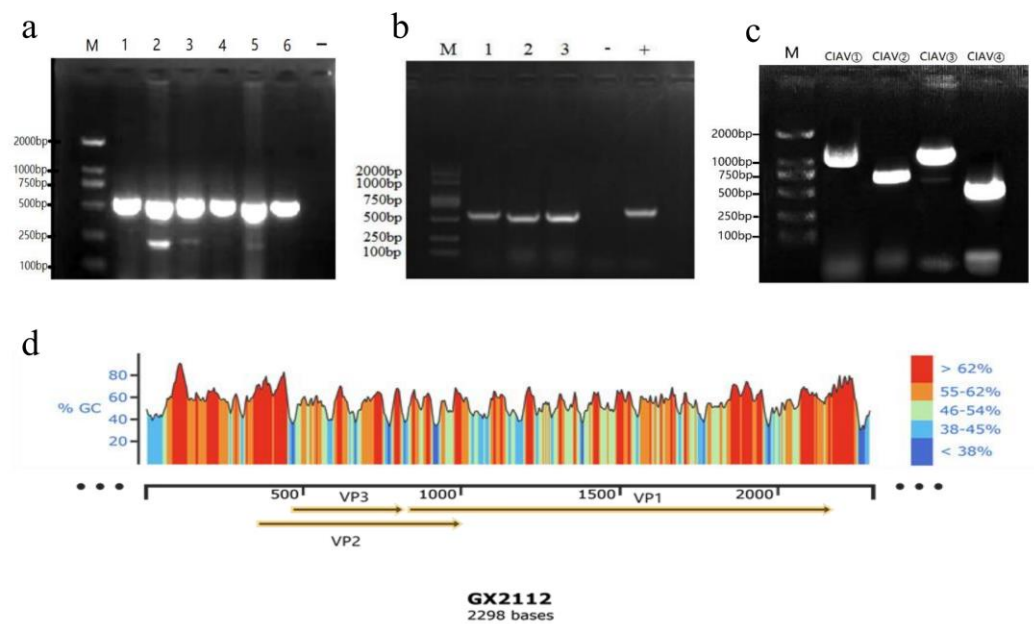 a
M 1 2 3 4 5 6 –
2000bp
1000bp
750bp
500bp
250bp
100bp
b
M 1 2 3 - +
2000bp
1000bp
750bp
500bp
250bp
100bp
c
M CIAV① CIAV② CIAV③ CIAV④
2000bp
1000bp
750bp
500bp
250bp
100bp
d
% GC
80
60
40
20
> 62%
55-62%
46-54%
38-45%
< 38%
500 1000 1500 2000
VP3 VP1
VP2
GX2112
2298 bases